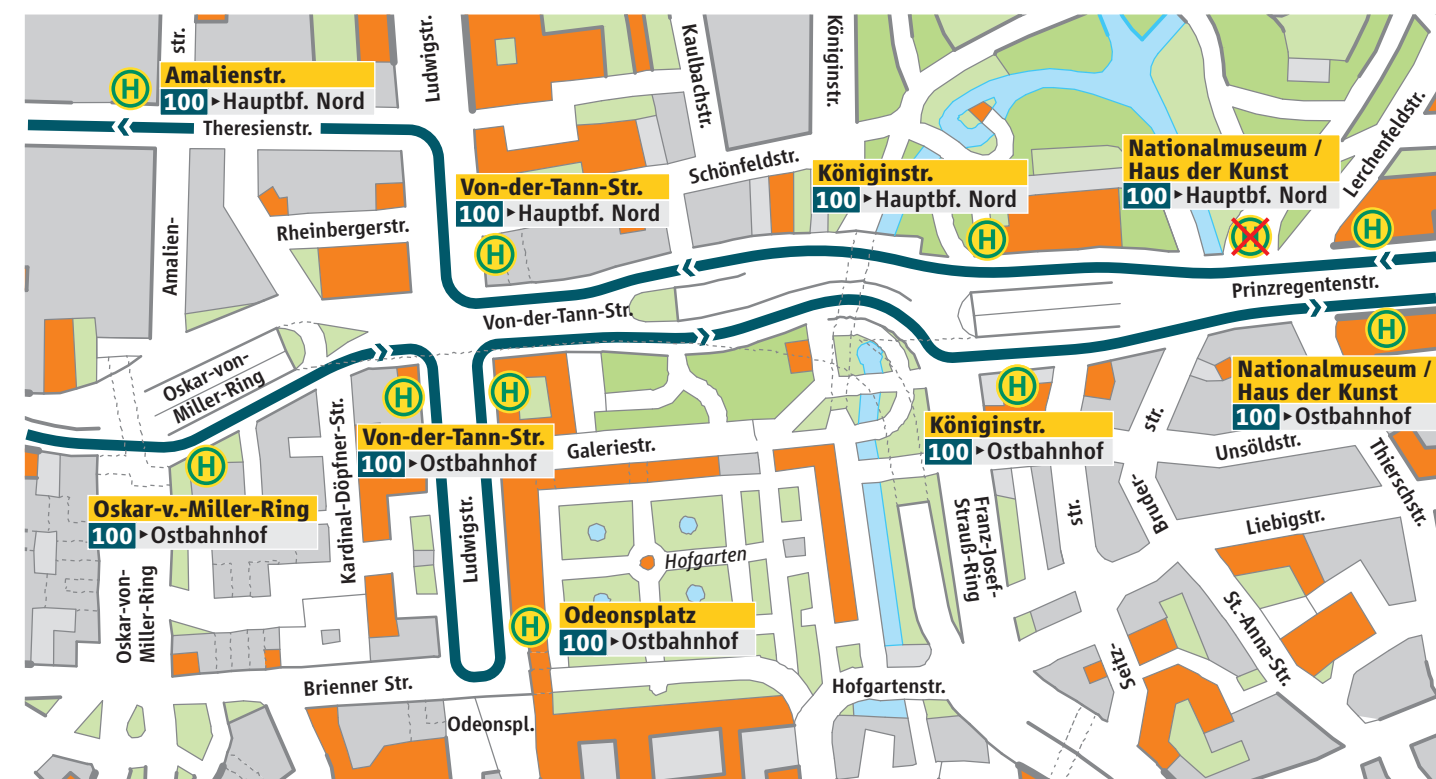 str.
Ludwigstr.
Kaulbachstr.
Königinstr.
Lerchenfeldstr.
H
Amalienstr.
100 ▸ Hauptbf. Nord
Theresienstr.
Schönfeldstr.
Nationalmuseum /
Haus der Kunst
100 ▸ Hauptbf. Nord
Königinstr.
100 ▸ Hauptbf. Nord
Von-der-Tann-Str.
100 ▸ Hauptbf. Nord
Rheinbergerstr.
Amalien-
H
H
H
H
Prinzregentenstr.
Von-der-Tann-Str.
H
Oskar-von-
Miller-Ring
H
H
H
Nationalmuseum /
Haus der Kunst
100 ▸ Ostbahnhof
Königinstr.
100 ▸ Ostbahnhof
Von-der-Tann-Str.
100 ▸ Ostbahnhof
Galeriestr.
str.
Unsöldstr.
Thierschstr.
H
Oskar-v.-Miller-Ring
100 ▸ Ostbahnhof
Kardinal-Döpfner-Str.
Ludwigstr.
Hofgarten
Franz-Josef-
Strauß-Ring
str.
Bruder-
Liebigstr.
Oskar-von-
Miller-Ring
H
Odeonsplatz
100 ▸ Ostbahnhof
St.-Anna-Str.
Seitz-
Brienner Str.
Hofgartenstr.
Odeonspl.